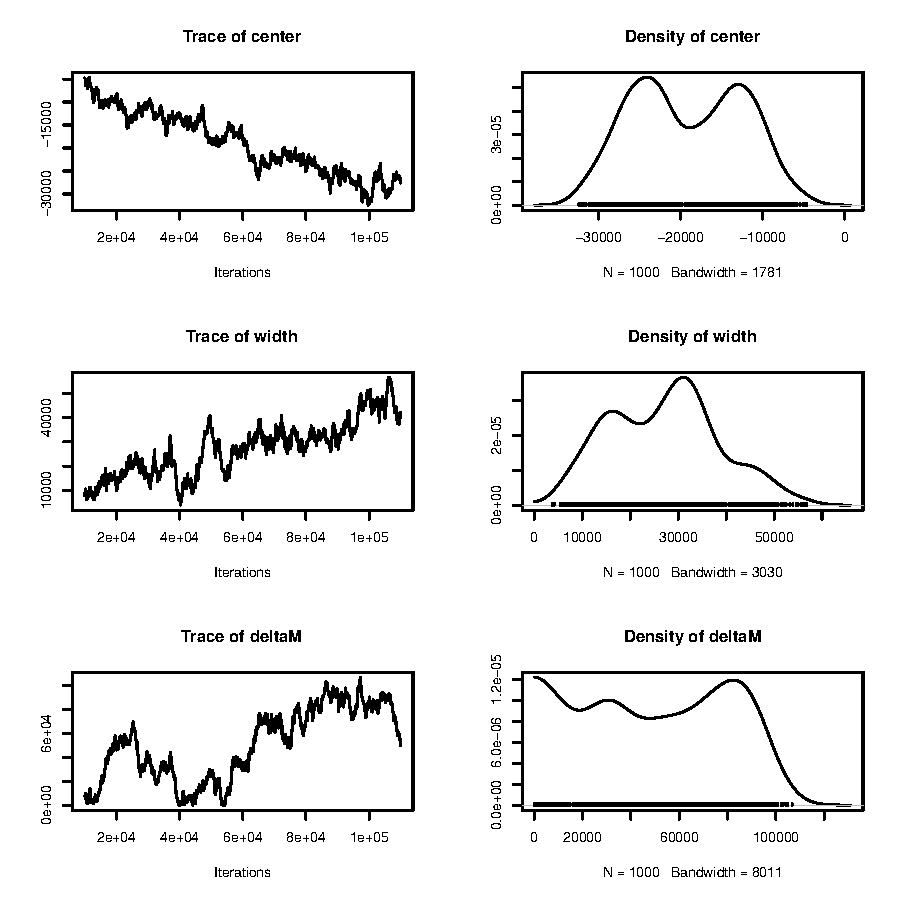 Trace of center
Density of center
-30000 -15000
2e+04 4e+04 6e+04 8e+04 1e+05
Iterations
0e+00 3e-05
-30000 -20000 -10000 0
N = 1000 Bandwidth = 1781
Trace of width
Density of width
10000 40000
2e+04 4e+04 6e+04 8e+04 1e+05
Iterations
0e+00 2e-05
0 10000 30000 50000
N = 1000 Bandwidth = 3030
Trace of deltaM
Density of deltaM
0e+00 6e+04
2e+04 4e+04 6e+04 8e+04 1e+05
Iterations
0.0e+00 6.0e-06 1.2e-05
0 20000 60000 100000
N = 1000 Bandwidth = 8011